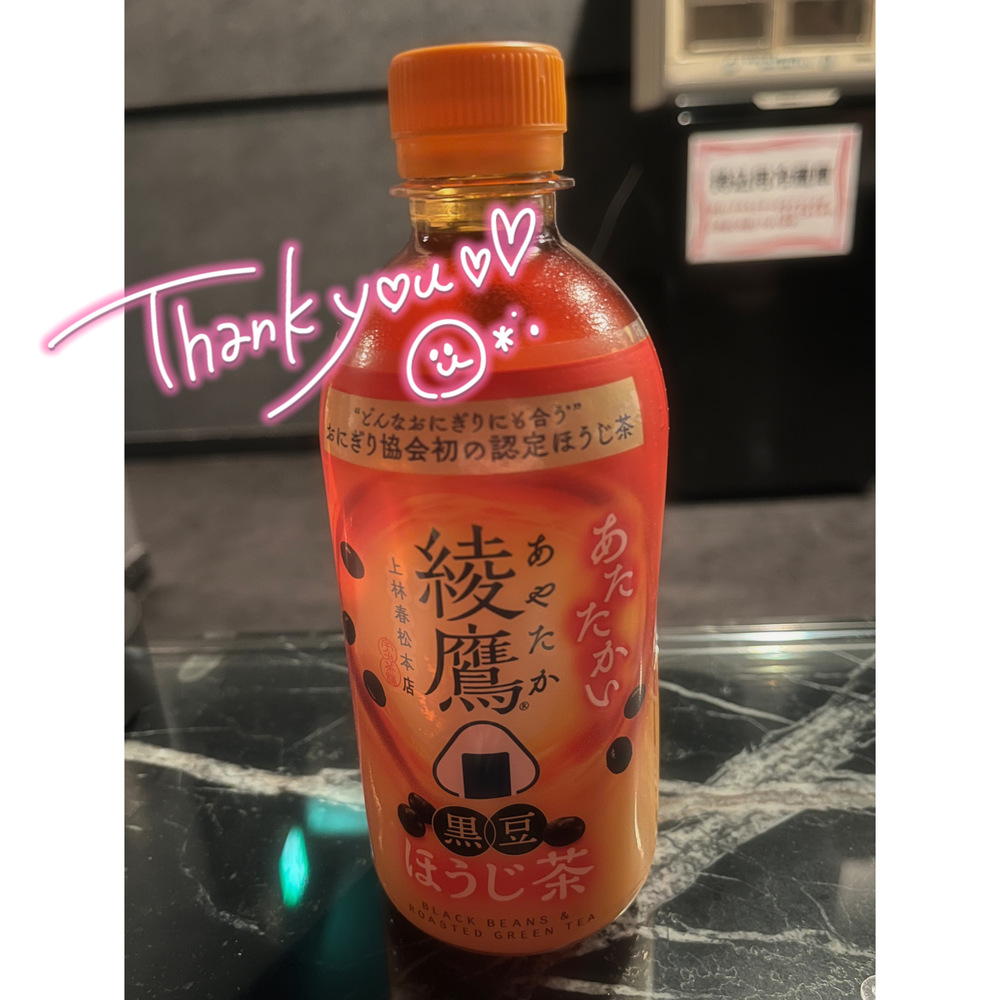 Thank you
“どんなおにぎりにも合う”
おにぎり協会初の認定ほうじ茶
あたたかい
あやたか
綾鷹®
上林春松本店
黒豆
ほうじ茶
BLACK BEANS &
ROASTED GREEN TEA